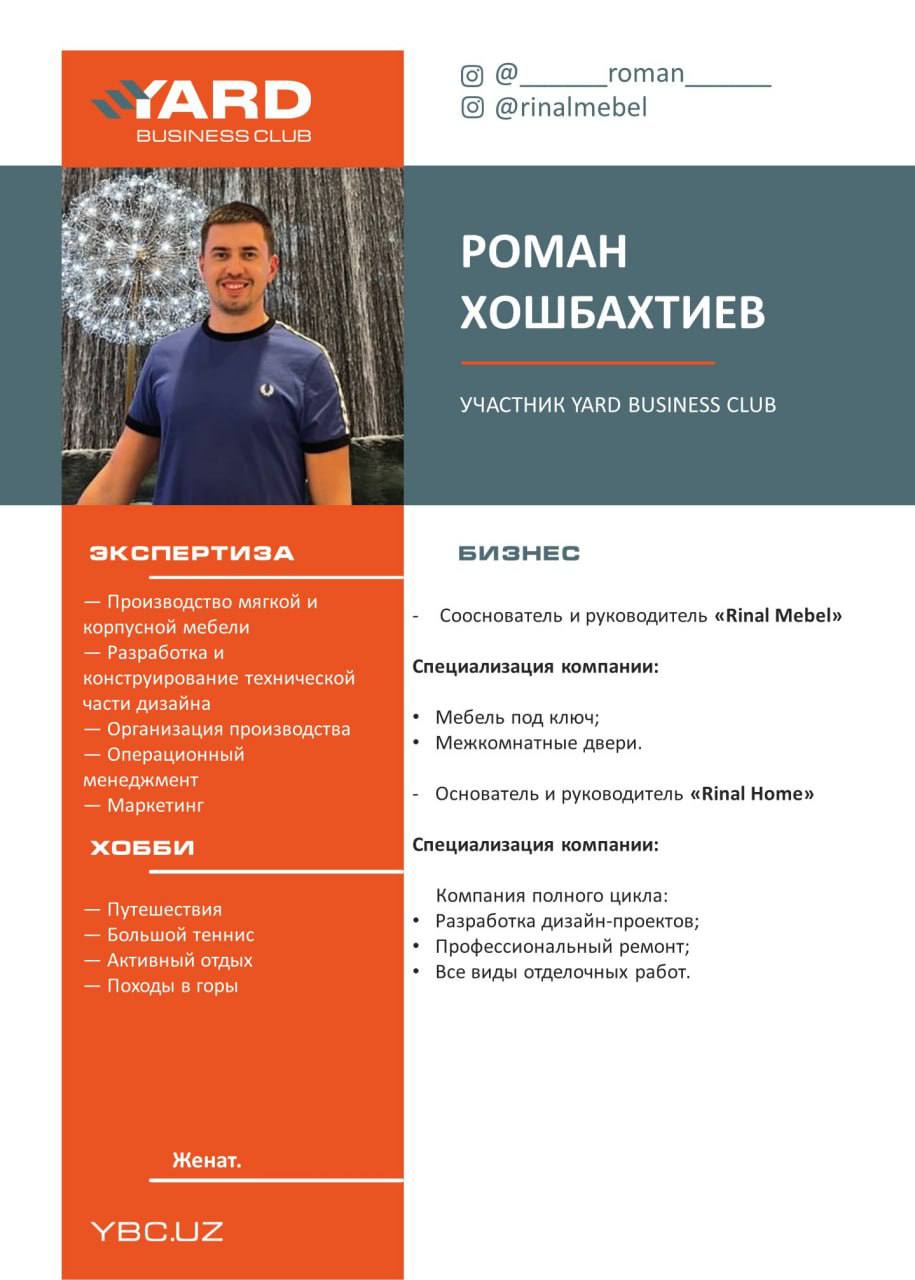 YARD
BUSINESS CLUB
@______roman______
@rinalmebel
РОМАН
ХОШБАХТИЕВ
УЧАСТНИК YARD BUSINESS CLUB
ЭКСПЕРТИЗА
— Производство мягкой и
корпусной мебели
— Разработка и
конструирование технической
части дизайна
— Организация производства
— Операционный
менеджмент
— Маркетинг
ХОББИ
— Путешествия
— Большой теннис
— Активный отдых
— Походы в горы
Женат.
YBC.UZ
БИЗНЕС
- Сооснователь и руководитель «Rinal Mebel»
Специализация компании:
• Мебель под ключ;
• Межкомнатные двери.
- Основатель и руководитель «Rinal Home»
Специализация компании:
Компания полного цикла:
• Разработка дизайн-проектов;
• Профессиональный ремонт;
• Все виды отделочных работ.